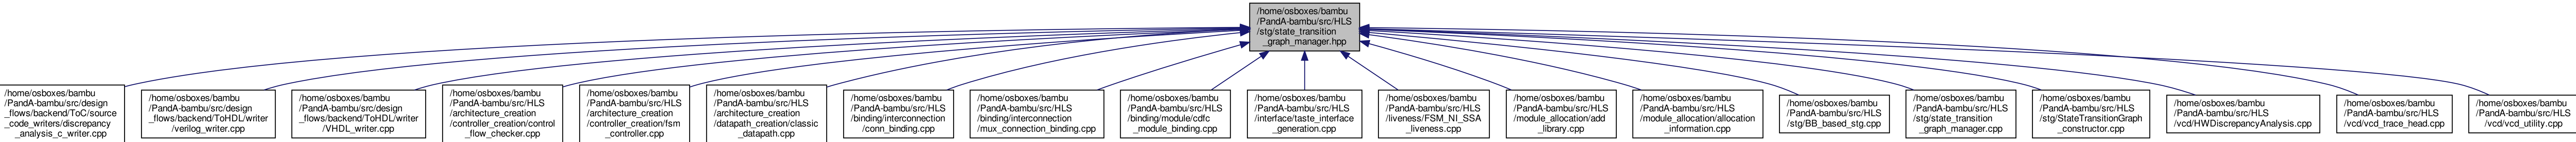 /home/osboxes/bambu
/PandA-bambu/src/HLS
/stg/state_transition
_graph_manager.hpp
/home/osboxes/bambu
/PandA-bambu/src/design
_flows/backend/ToC/source
_code_writers/discrepancy
_analysis_c_writer.cpp
/home/osboxes/bambu
/PandA-bambu/src/design
_flows/backend/ToHDL/writer
/verilog_writer.cpp
/home/osboxes/bambu
/PandA-bambu/src/design
_flows/backend/ToHDL/writer
/VHDL_writer.cpp
/home/osboxes/bambu
/PandA-bambu/src/HLS
/architecture_creation
/controller_creation/control
_flow_checker.cpp
/home/osboxes/bambu
/PandA-bambu/src/HLS
/architecture_creation
/controller_creation/fsm
_controller.cpp
/home/osboxes/bambu
/PandA-bambu/src/HLS
/architecture_creation
/datapath_creation/classic
_datapath.cpp
/home/osboxes/bambu
/PandA-bambu/src/HLS
/binding/interconnection
/conn_binding.cpp
/home/osboxes/bambu
/PandA-bambu/src/HLS
/binding/interconnection
/mux_connection_binding.cpp
/home/osboxes/bambu
/PandA-bambu/src/HLS
/binding/module/cdfc
_module_binding.cpp
/home/osboxes/bambu
/PandA-bambu/src/HLS
/interface/taste_interface
_generation.cpp
/home/osboxes/bambu
/PandA-bambu/src/HLS
/liveness/FSM_NI_SSA
_liveness.cpp
/home/osboxes/bambu
/PandA-bambu/src/HLS
/module_allocation/add
_library.cpp
/home/osboxes/bambu
/PandA-bambu/src/HLS
/module_allocation/allocation
_information.cpp
/home/osboxes/bambu
/PandA-bambu/src/HLS
/stg/BB_based_stg.cpp
/home/osboxes/bambu
/PandA-bambu/src/HLS
/stg/state_transition
_graph_manager.cpp
/home/osboxes/bambu
/PandA-bambu/src/HLS
/stg/StateTransitionGraph
_constructor.cpp
/home/osboxes/bambu
/PandA-bambu/src/HLS
/vcd/HWDiscrepancyAnalysis.cpp
/home/osboxes/bambu
/PandA-bambu/src/HLS
/vcd/vcd_trace_head.cpp
/home/osboxes/bambu
/PandA-bambu/src/HLS
/vcd/vcd_utility.cpp